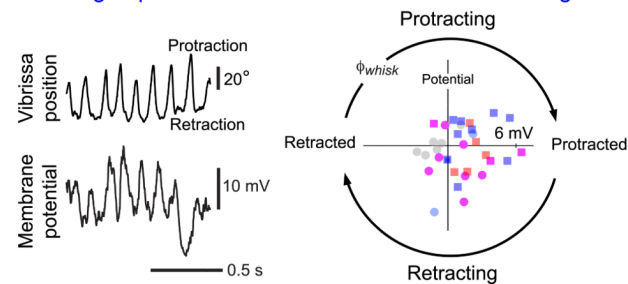 Protraction
20°
Retraction
Vibrissa
position
Membrane
potential
10 mV
0.5 s
Protracting
ϕwhisk
Potential
6 mV
Retracted
Protracted
Retracting